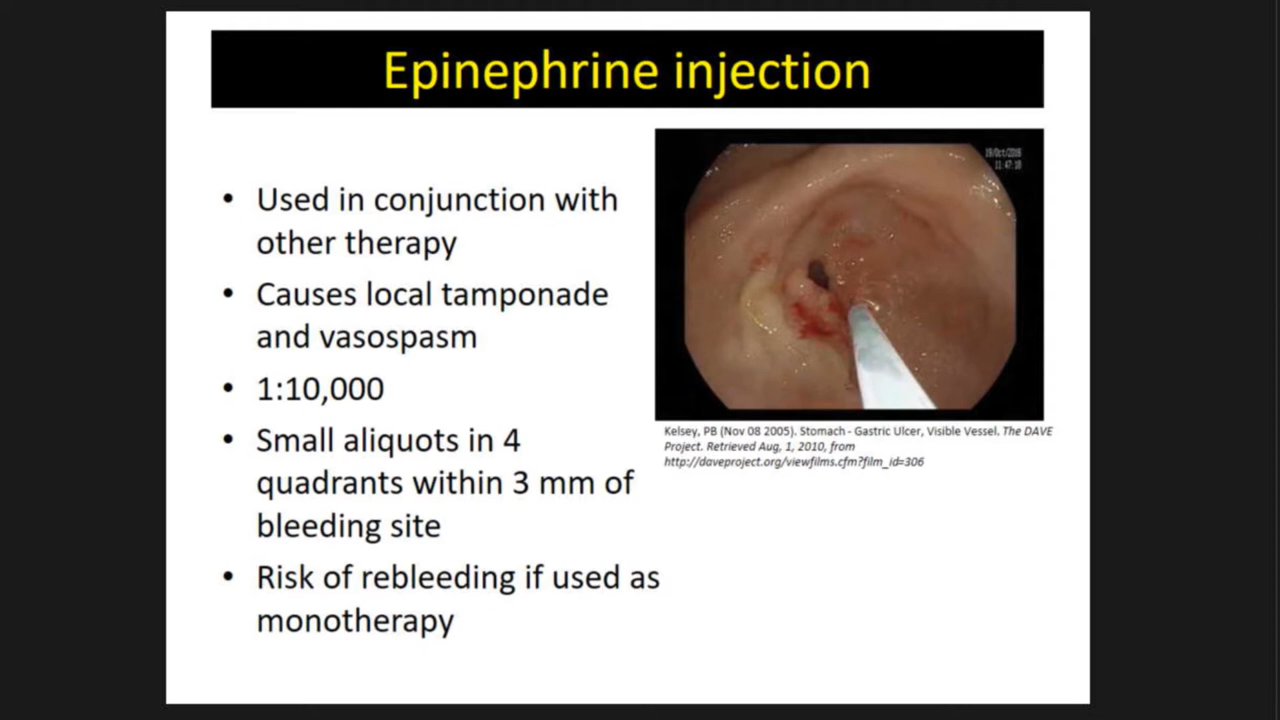 Epinephrine injection
• Used in conjunction with
other therapy
• Causes local tamponade
and vasospasm
• 1:10,000
• Small aliquots in 4
quadrants within 3 mm of
bleeding site
• Risk of rebleeding if used as
monotherapy
11:47:18
Kelsey, PB (Nov 08 2005). Stomach - Gastric Ulcer, Visible Vessel. The DAVE
Project. Retrieved Aug, 1, 2010, from
http://daveproject.org/viewfilms.cfm?film_id=306